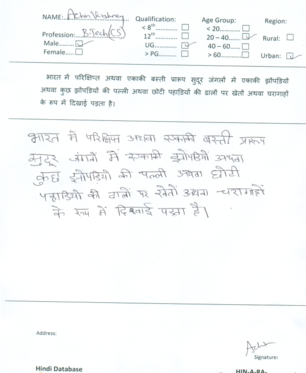 NAME: Achin Varshney Qualification: Age Group: Region:
< 8th < 20
Profession: B.Tech(CS) 12th 20 – 40 Rural:
Male UG 40 – 60
Female > PG > 60 Urban:
भारत में परिक्षिप्त अथवा एकाकी बस्ती प्रारूप सुदूर जंगलों में एकाकी झोंपड़ियों
अथवा कुछ झोंपड़ियों की पल्ली अथवा छोटी पहाड़ियों की ढालों पर खेतों अथवा चरागाहों
के रूप में दिखाई पड़ता है।
भारत में परिक्षिप्त अथवा एकाकी बस्ती प्रारूप
सुदूर जंगलों में एकाकी झोंपड़ियों अथवा
कुछ झोंपड़ियों की पल्ली अथवा छोटी
पहाड़ियों की ढालों पर खेतों अथवा चरागाहों
के रूप में दिखाई पड़ता है।
Address:
Achin
Signature:
Hindi Database HIN-A-RA-